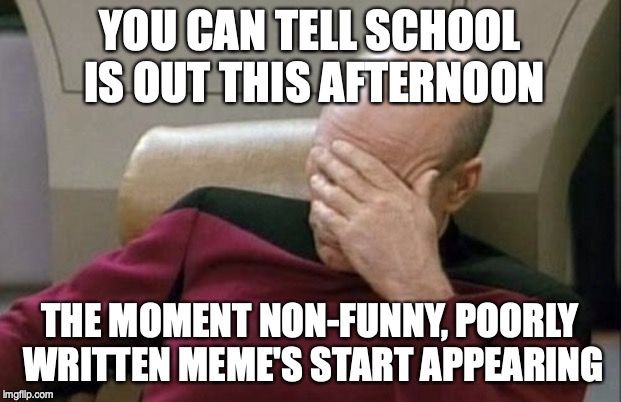 YOU CAN TELL SCHOOL
IS OUT THIS AFTERNOON
THE MOMENT NON-FUNNY, POORLY
WRITTEN MEME'S START APPEARING
imgflip.com